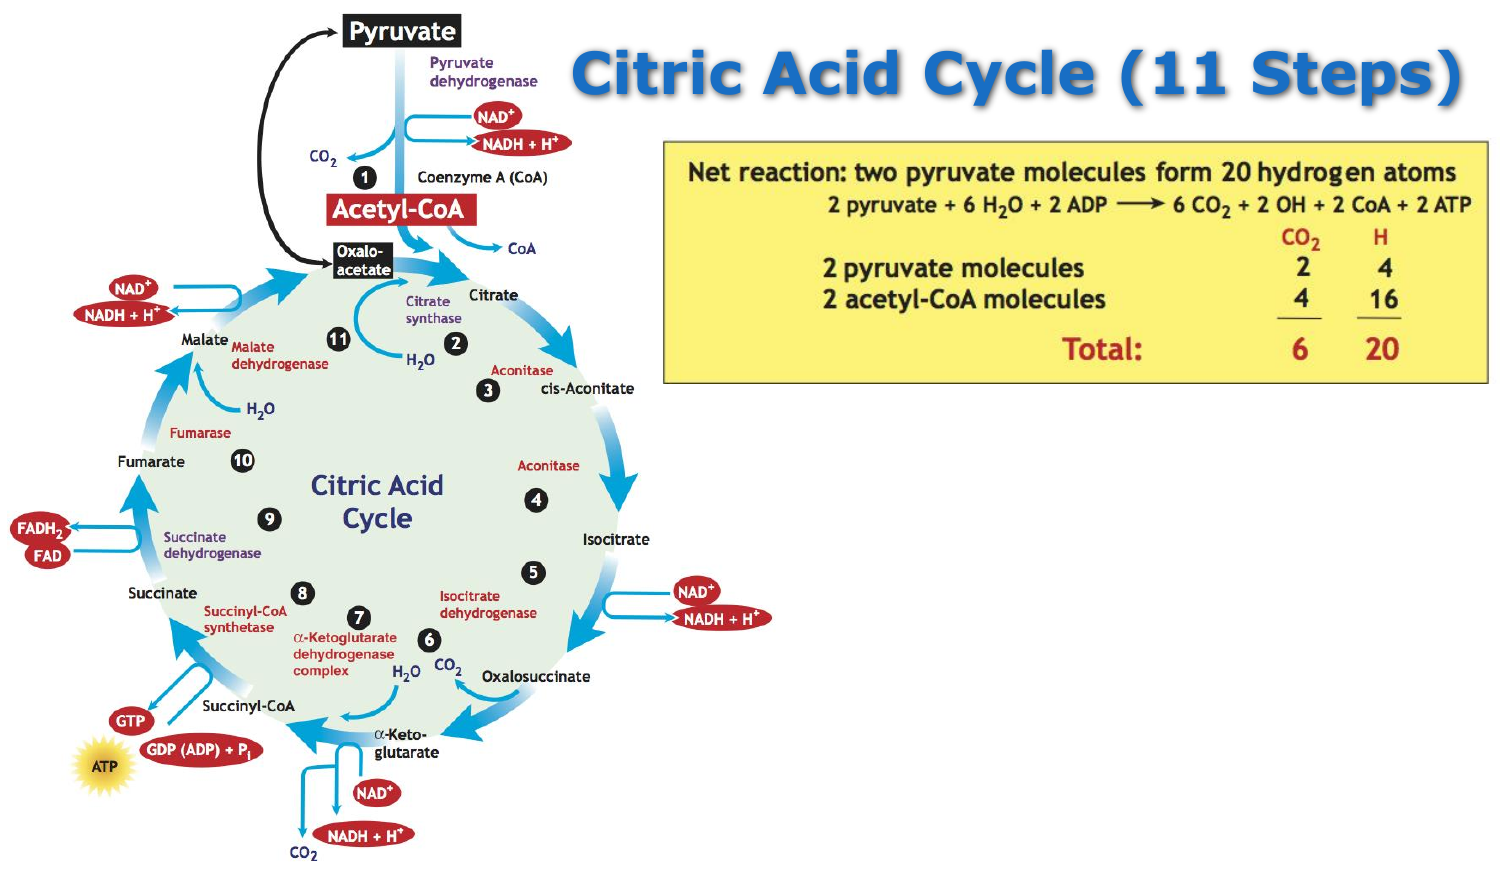 Citric Acid Cycle (11 Steps)
Net reaction: two pyruvate molecules form 20 hydrogen atoms
2 pyruvate + 6 H₂O + 2 ADP ⟶ 6 CO₂ + 2 OH + 2 CoA + 2 ATP
CO₂ H
2 pyruvate molecules 2 4
2 acetyl-CoA molecules 4 16
Total: 6 20
Pyruvate
Pyruvate
dehydrogenase
NAD⁺
NADH + H⁺
CO₂
1
Coenzyme A (CoA)
Acetyl-CoA
CoA
Oxalo-
acetate
Citrate
Citrate
synthase
2
H₂O
Aconitase
3
cis-Aconitate
Aconitase
4
Isocitrate
5
Isocitrate
dehydrogenase
NAD⁺
NADH + H⁺
6
CO₂
Oxalosuccinate
α-Keto-
glutarate
7
α-Ketoglutarate
dehydrogenase
complex
H₂O
NAD⁺
NADH + H⁺
CO₂
Succinyl-CoA
8
Succinyl-CoA
synthetase
GTP
GDP (ADP) + Pᵢ
ATP
Succinate
9
Succinate
dehydrogenase
FADH₂
FAD
Fumarate
10
Fumarase
H₂O
Malate
Malate
dehydrogenase
11
NAD⁺
NADH + H⁺
Citric Acid
Cycle